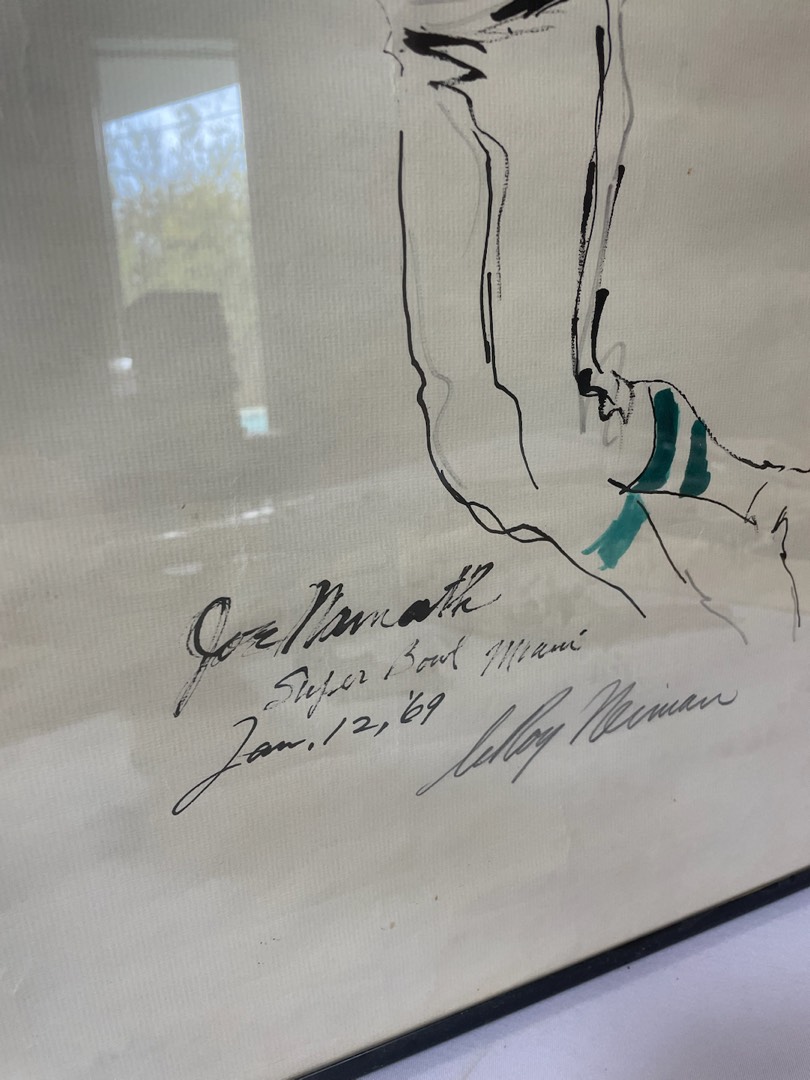 Joe Namath
Super Bowl Miami
Jan. 12, '69
LeRoy Neiman